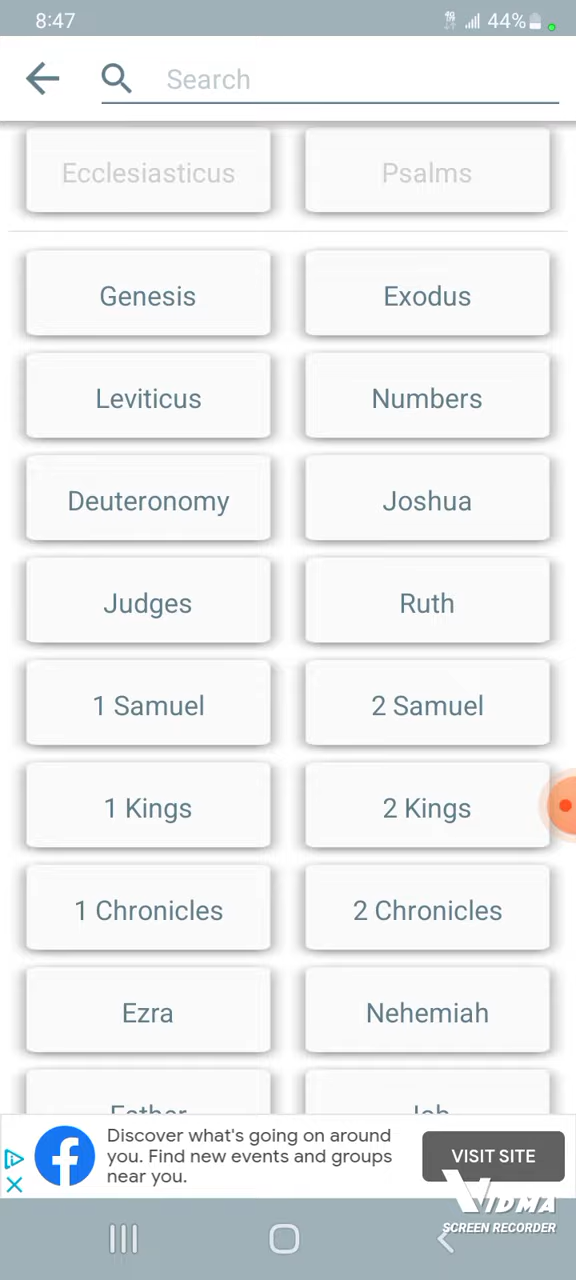 8:47
44%
Search
Ecclesiasticus
Psalms
Genesis
Exodus
Leviticus
Numbers
Deuteronomy
Joshua
Judges
Ruth
1 Samuel
2 Samuel
1 Kings
2 Kings
1 Chronicles
2 Chronicles
Ezra
Nehemiah
Esther
Job
Discover what's going on around
you. Find new events and groups
near you.
VISIT SITE
VIDMA
SCREEN RECORDER